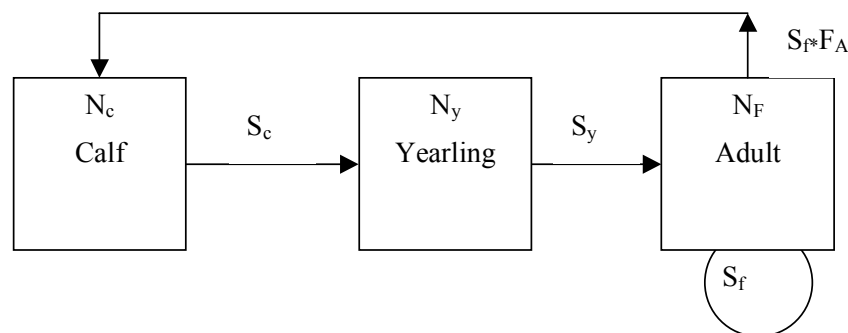 S_f*F_A
N_c
Calf
S_c
N_y
Yearling
S_y
N_F
Adult
S_f